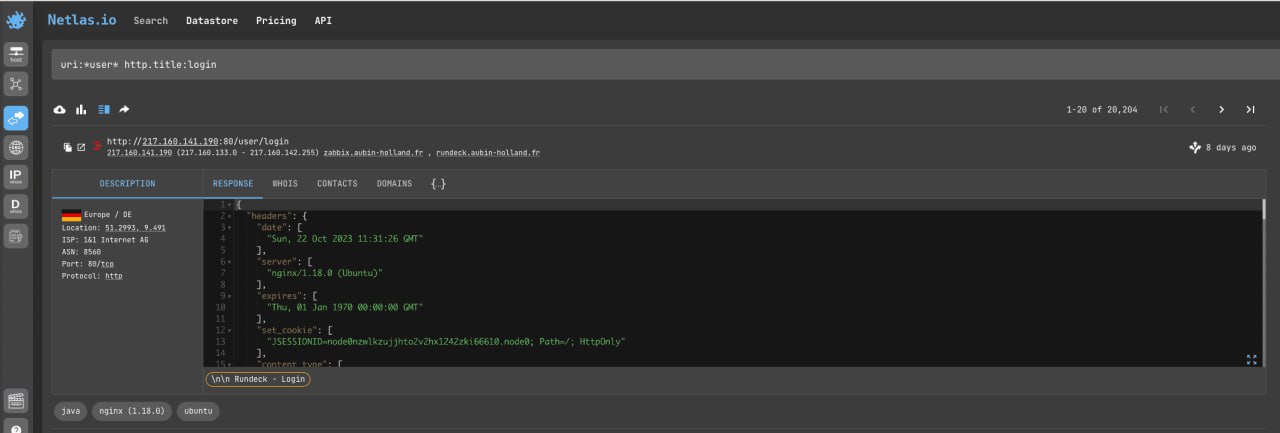 Netlas.io Search Datastore Pricing API
host
uri:*user* http.title:login
1-20 of 20,204
http://217.160.141.190:80/user/login
217.160.141.190 (217.160.133.0 - 217.160.142.255) zabbix.aubin-holland.fr , rundeck.aubin-holland.fr
8 days ago
IP
whois
D
whois
DESCRIPTION
Europe / DE
Location: 51.2993, 9.491
ISP: 1&1 Internet AG
ASN: 8560
Port: 80/tcp
Protocol: http
RESPONSE WHOIS CONTACTS DOMAINS {..}
1 {
2 "headers": {
3 "date": [
4 "Sun, 22 Oct 2023 11:31:26 GMT"
5 ],
6 "server": [
7 "nginx/1.18.0 (Ubuntu)"
8 ],
9 "expires": [
10 "Thu, 01 Jan 1970 00:00:00 GMT"
11 ],
12 "set_cookie": [
13 "JSESSIONID=node0nzwlkzujjhto2v2hx1242zki66610.node0; Path=/; HttpOnly"
14 ],
15 "content_type": [
\n\n Rundeck - Login
java nginx (1.18.0) ubuntu